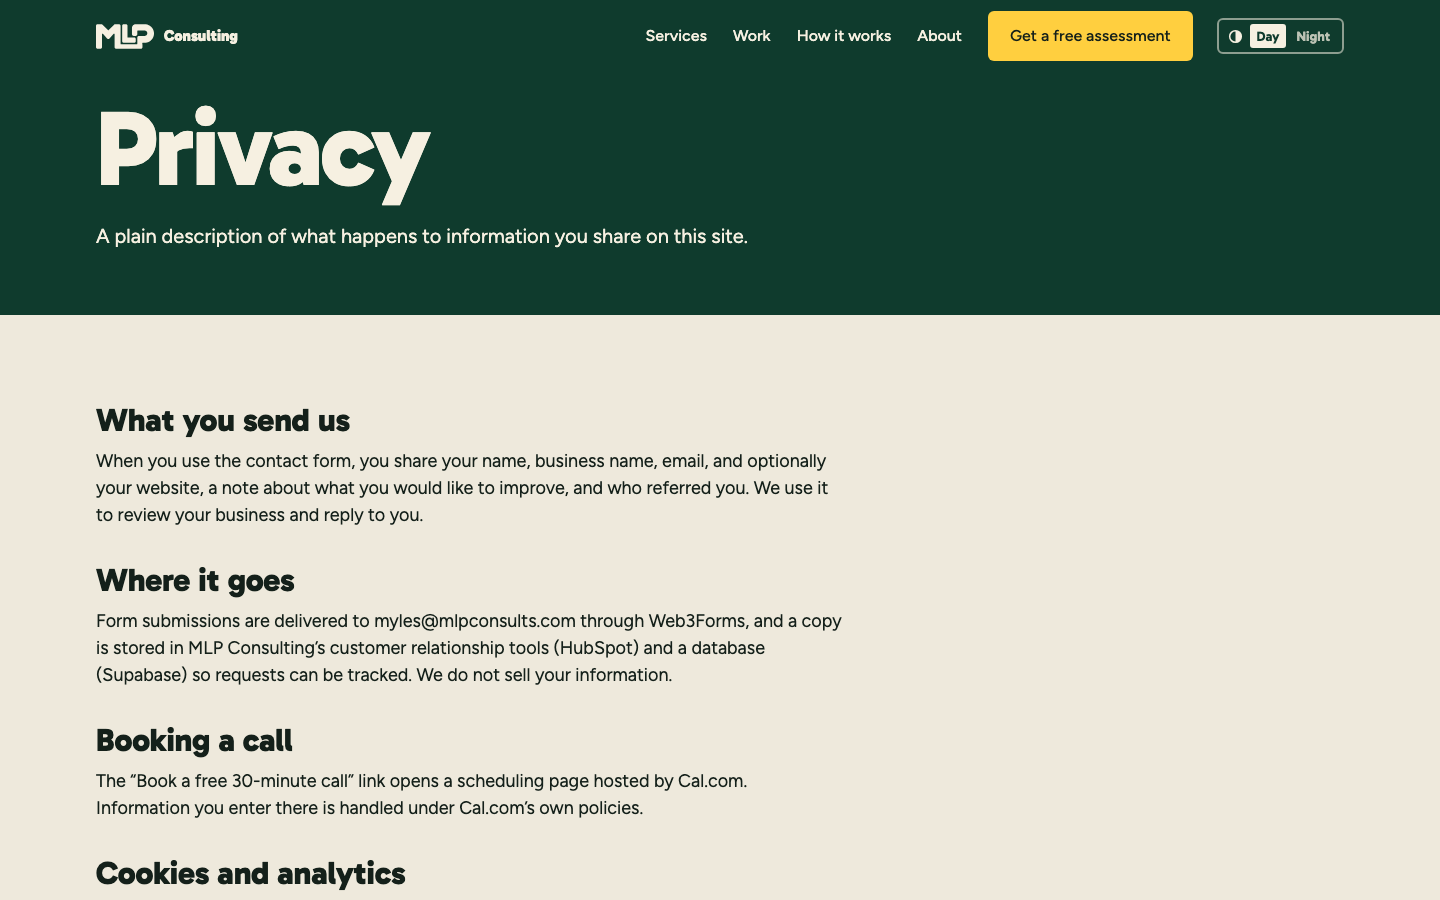 MLP Consulting
Services Work How it works About Get a free assessment Day Night
Privacy
A plain description of what happens to information you share on this site.
What you send us
When you use the contact form, you share your name, business name, email, and optionally
your website, a note about what you would like to improve, and who referred you. We use it
to review your business and reply to you.
Where it goes
Form submissions are delivered to myles@mlpconsults.com through Web3Forms, and a copy
is stored in MLP Consulting’s customer relationship tools (HubSpot) and a database
(Supabase) so requests can be tracked. We do not sell your information.
Booking a call
The “Book a free 30-minute call” link opens a scheduling page hosted by Cal.com.
Information you enter there is handled under Cal.com’s own policies.
Cookies and analytics